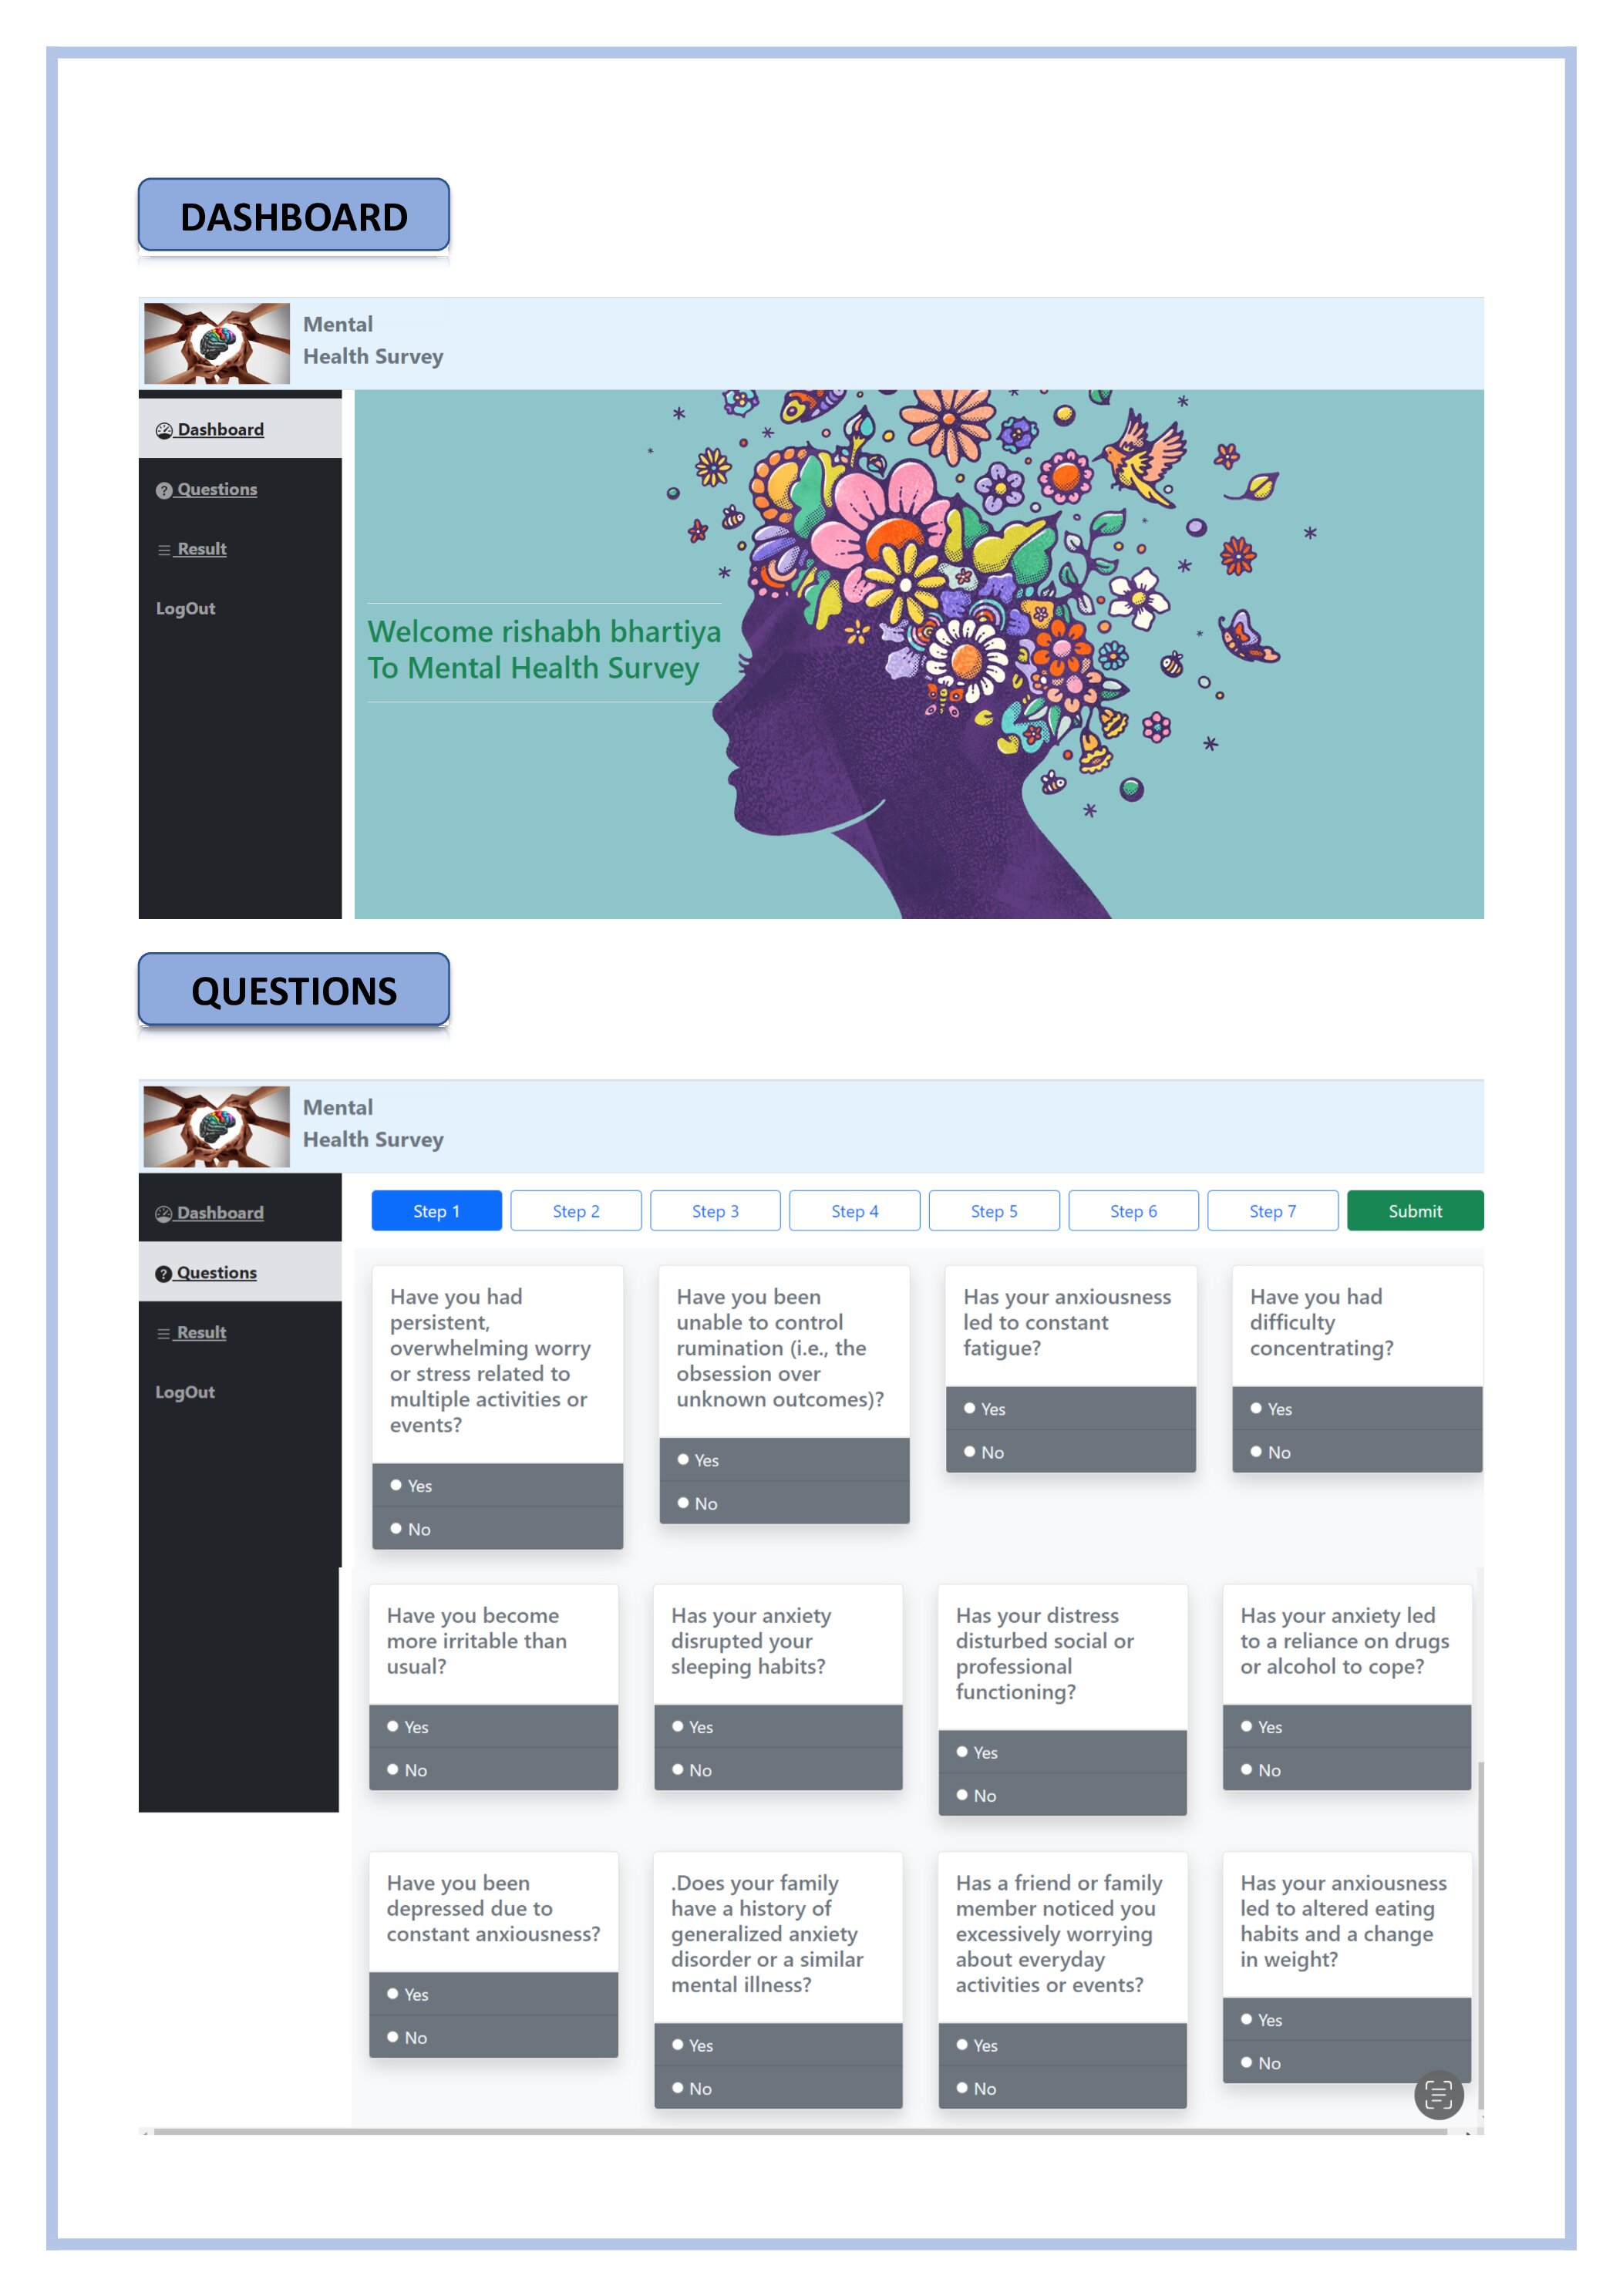 DASHBOARD
Mental
Health Survey
Dashboard
Questions
Result
LogOut
Welcome rishabh bhartiya
To Mental Health Survey
QUESTIONS
Mental
Health Survey
Dashboard
Questions
Result
LogOut
Step 1
Step 2
Step 3
Step 4
Step 5
Step 6
Step 7
Submit
Have you had
persistent,
overwhelming worry
or stress related to
multiple activities or
events?
Yes
No
Have you been
unable to control
rumination (i.e., the
obsession over
unknown outcomes)?
Yes
No
Has your anxiousness
led to constant
fatigue?
Yes
No
Have you had
difficulty
concentrating?
Yes
No
Have you become
more irritable than
usual?
Yes
No
Has your anxiety
disrupted your
sleeping habits?
Yes
No
Has your distress
disturbed social or
professional
functioning?
Yes
No
Has your anxiety led
to a reliance on drugs
or alcohol to cope?
Yes
No
Have you been
depressed due to
constant anxiousness?
Yes
No
.Does your family
have a history of
generalized anxiety
disorder or a similar
mental illness?
Yes
No
Has a friend or family
member noticed you
excessively worrying
about everyday
activities or events?
Yes
No
Has your anxiousness
led to altered eating
habits and a change
in weight?
Yes
No